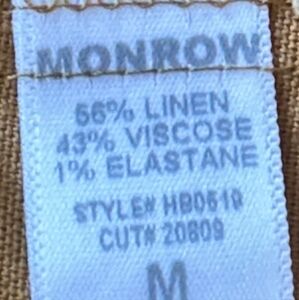 MONROW
56% LINEN
43% VISCOSE
1% ELASTANE
STYLE# HB0519
CUT# 20809
M